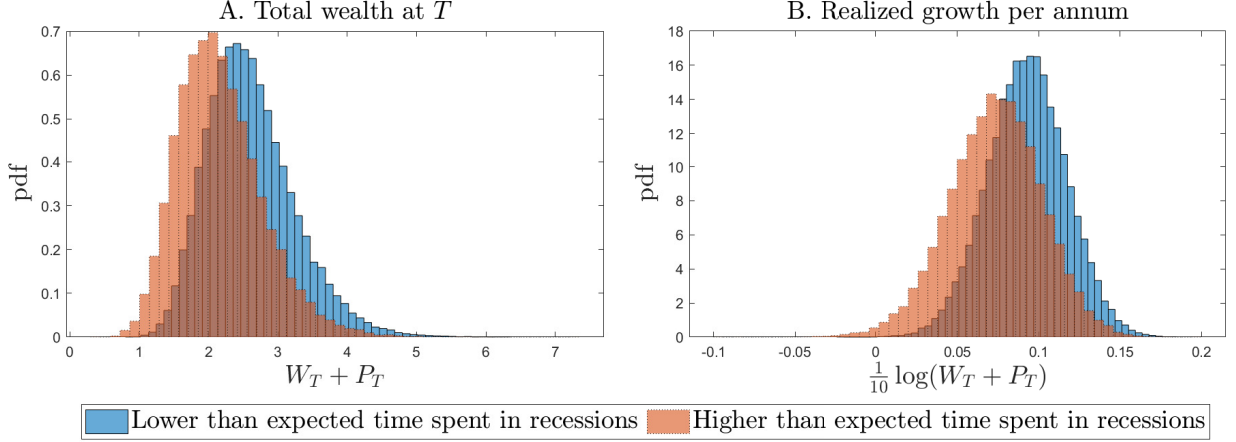 A. Total wealth at T
0.7
0.6
0.5
0.4
0.3
0.2
0.1
0
pdf
0 1 2 3 4 5 6 7
W_T + P_T
B. Realized growth per annum
18
16
14
12
10
8
6
4
2
0
pdf
-0.1 -0.05 0 0.05 0.1 0.15 0.2
1/10 log(W_T + P_T)
Lower than expected time spent in recessions
Higher than expected time spent in recessions